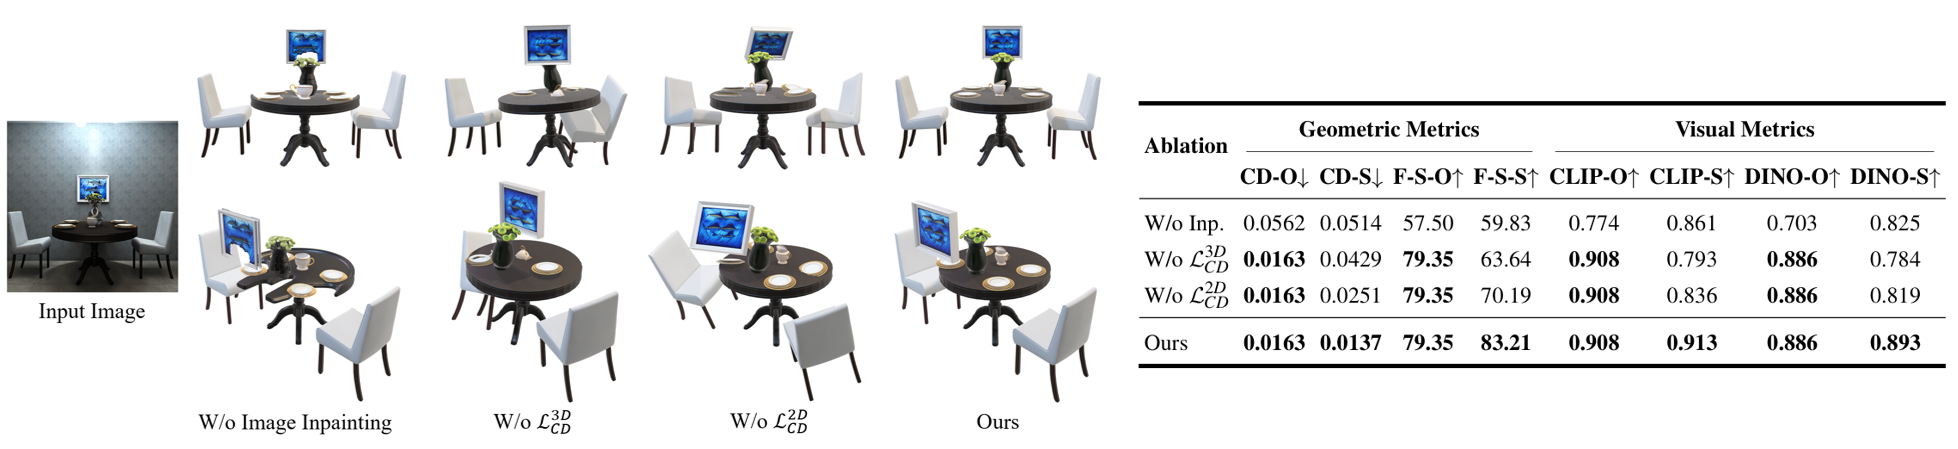 Input Image
W/o Image Inpainting
W/o ℒ_{CD}^{3D}
W/o ℒ_{CD}^{2D}
Ours
Ablation Geometric Metrics Visual Metrics
CD-O↓ CD-S↓ F-S-O↑ F-S-S↑ CLIP-O↑ CLIP-S↑ DINO-O↑ DINO-S↑
W/o Inp. 0.0562 0.0514 57.50 59.83 0.774 0.861 0.703 0.825
W/o ℒ_{CD}^{3D} 0.0163 0.0429 79.35 63.64 0.908 0.793 0.886 0.784
W/o ℒ_{CD}^{2D} 0.0163 0.0251 79.35 70.19 0.908 0.836 0.886 0.819
Ours 0.0163 0.0137 79.35 83.21 0.908 0.913 0.886 0.893